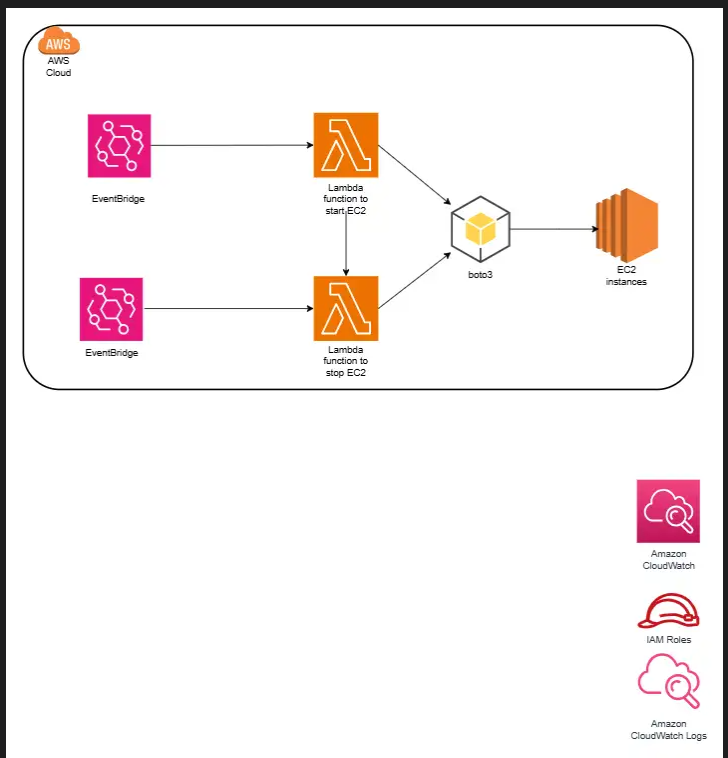 AWS
AWS
Cloud
EventBridge
Lambda
function to
start EC2
boto3
EC2
instances
EventBridge
Lambda
function to
stop EC2
Amazon
CloudWatch
IAM Roles
Amazon
CloudWatch Logs